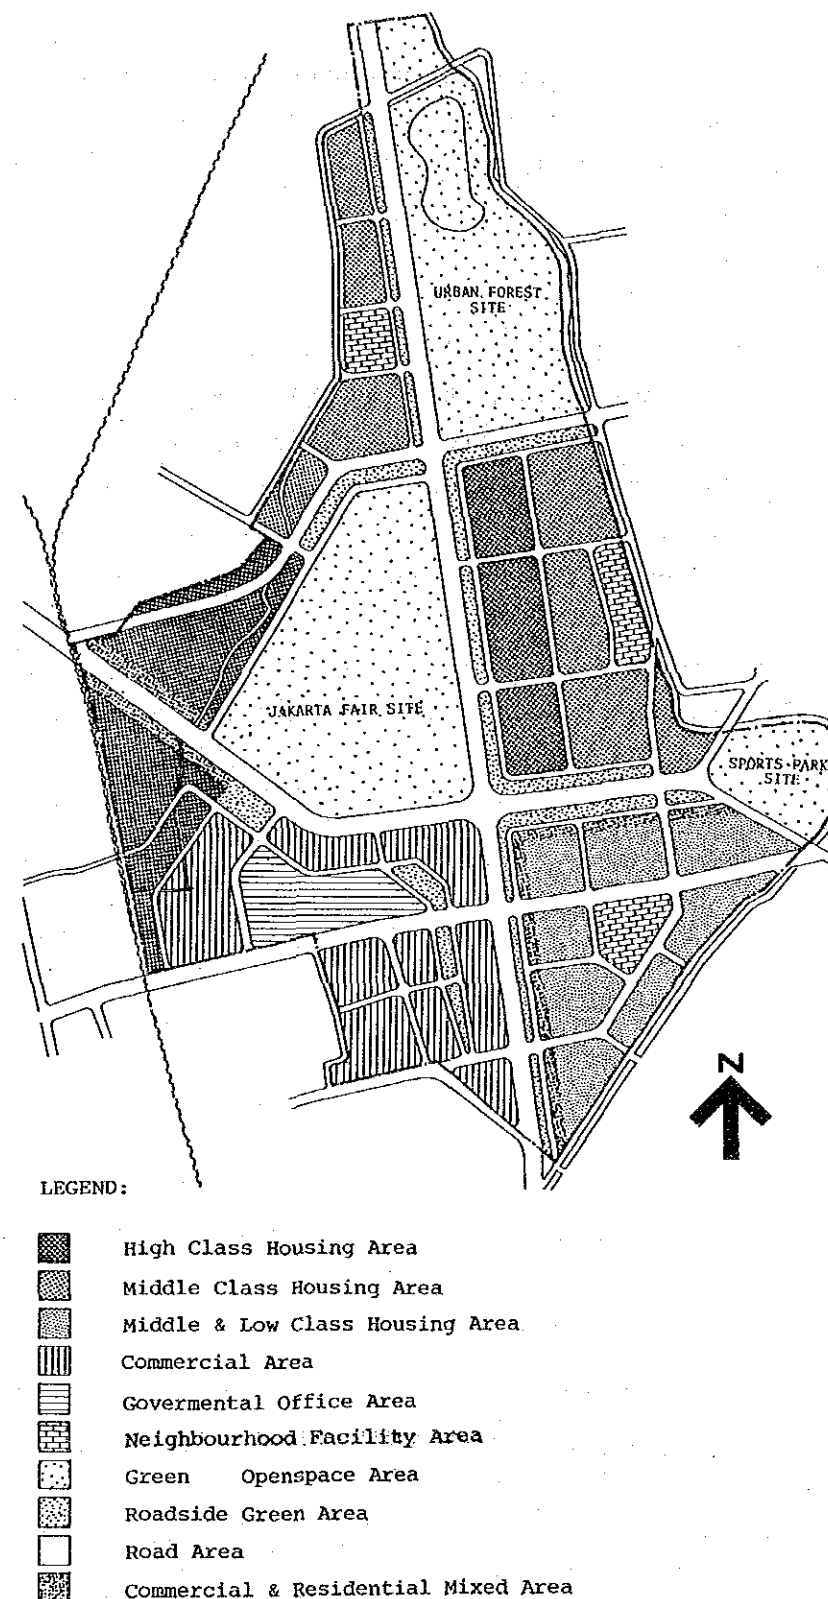 URBAN FOREST
SITE
JAKARTA FAIR SITE
SPORTS PARK
SITE
N
LEGEND:
High Class Housing Area
Middle Class Housing Area
Middle & Low Class Housing Area
Commercial Area
Govermental Office Area
Neighbourhood Facility Area
Green Openspace Area
Roadside Green Area
Road Area
Commercial & Residential Mixed Area